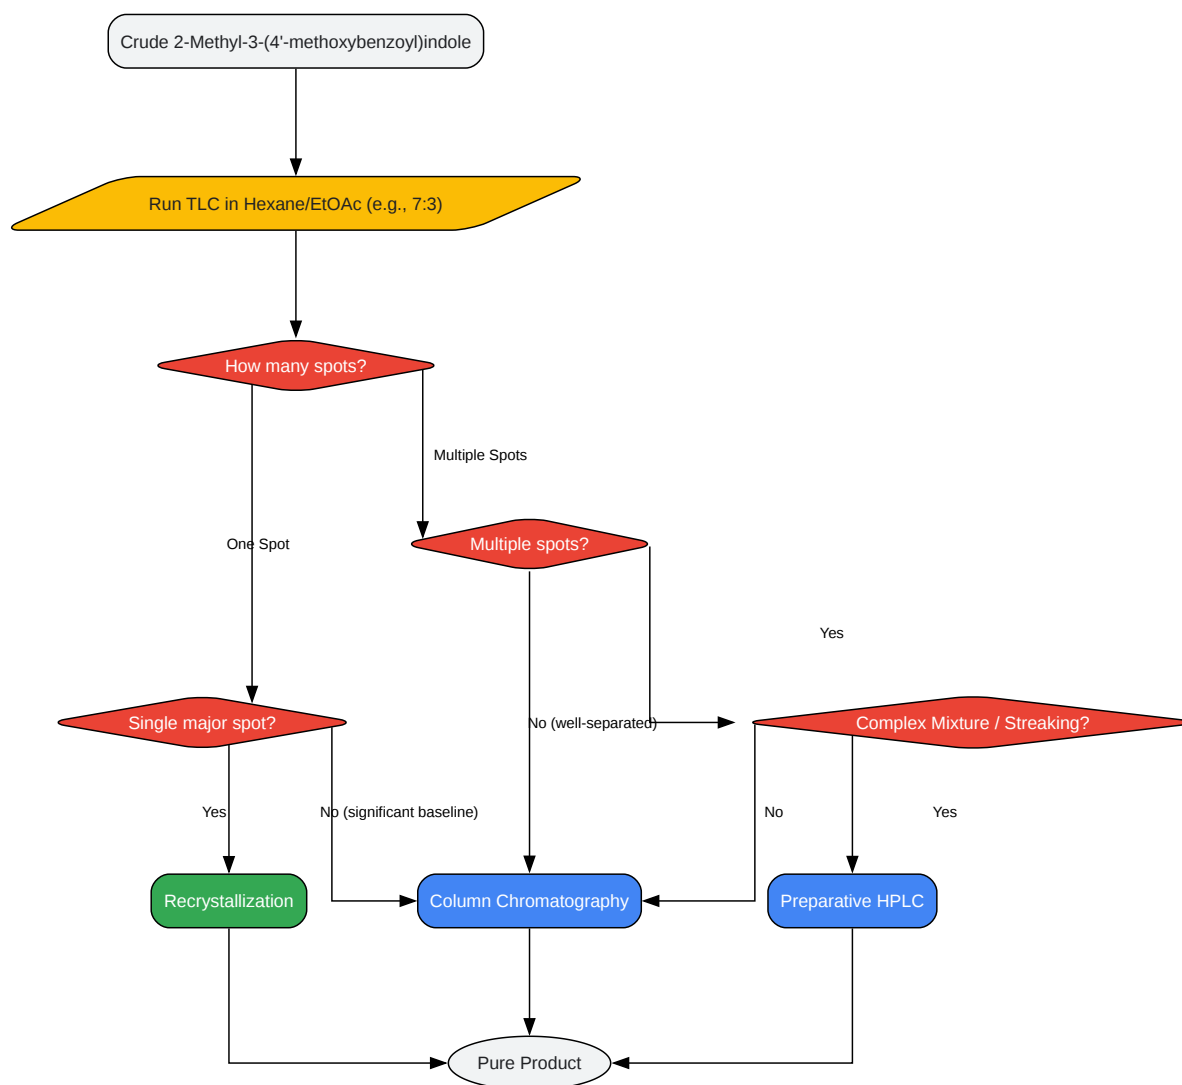 Crude 2-Methyl-3-(4'-methoxybenzoyl)indole
Run TLC in Hexane/EtOAc (e.g., 7:3)
How many spots?
Multiple Spots
One Spot
Multiple spots?
Yes
Single major spot?
No (well-separated)
Complex Mixture / Streaking?
Yes
No (significant baseline)
No
Yes
Recrystallization
Column Chromatography
Preparative HPLC
Pure Product